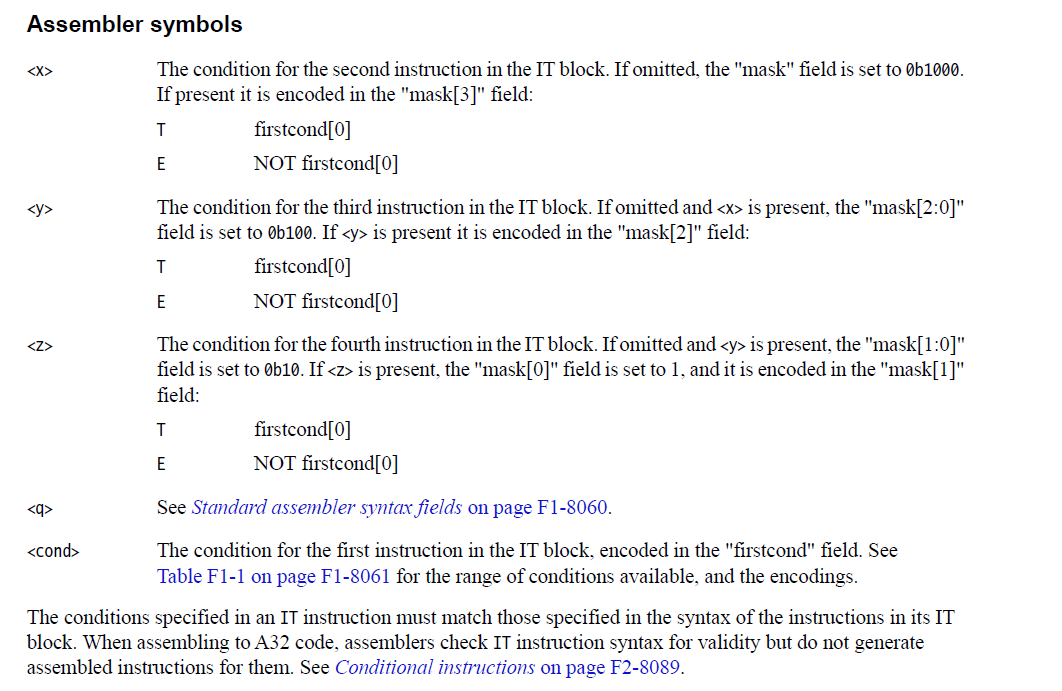 Assembler symbols
<x> The condition for the second instruction in the IT block. If omitted, the "mask" field is set to 0b1000.
If present it is encoded in the "mask[3]" field:
T firstcond[0]
E NOT firstcond[0]
<y> The condition for the third instruction in the IT block. If omitted and <x> is present, the "mask[2:0]"
field is set to 0b100. If <y> is present it is encoded in the "mask[2]" field:
T firstcond[0]
E NOT firstcond[0]
<z> The condition for the fourth instruction in the IT block. If omitted and <y> is present, the "mask[1:0]"
field is set to 0b10. If <z> is present, the "mask[0]" field is set to 1, and it is encoded in the "mask[1]"
field:
T firstcond[0]
E NOT firstcond[0]
<q> See Standard assembler syntax fields on page F1-8060.
<cond> The condition for the first instruction in the IT block, encoded in the "firstcond" field. See
Table F1-1 on page F1-8061 for the range of conditions available, and the encodings.
The conditions specified in an IT instruction must match those specified in the syntax of the instructions in its IT
block. When assembling to A32 code, assemblers check IT instruction syntax for validity but do not generate
assembled instructions for them. See Conditional instructions on page F2-8089.